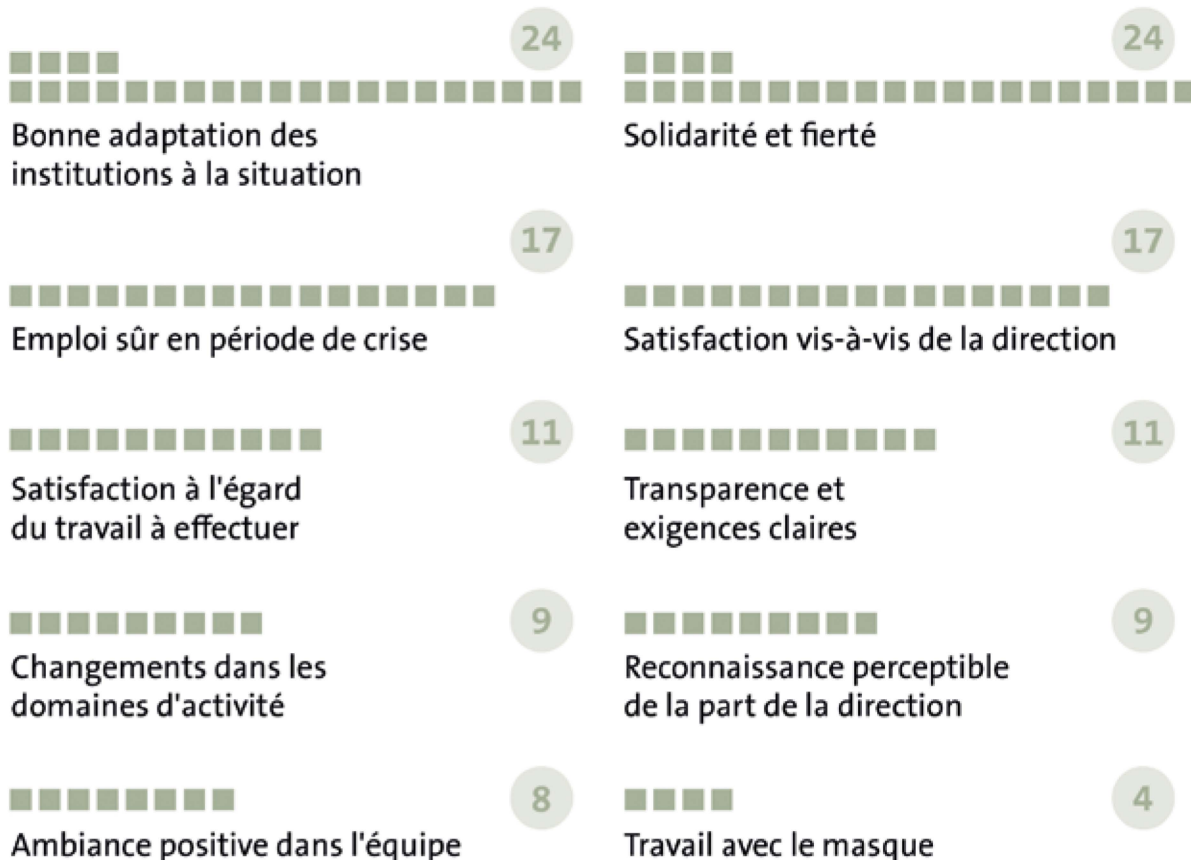 24
Bonne adaptation des
institutions à la situation
24
Solidarité et fierté
17
Emploi sûr en période de crise
17
Satisfaction vis-à-vis de la direction
11
Satisfaction à l'égard
du travail à effectuer
11
Transparence et
exigences claires
9
Changements dans les
domaines d'activité
9
Reconnaissance perceptible
de la part de la direction
8
Ambiance positive dans l'équipe
4
Travail avec le masque